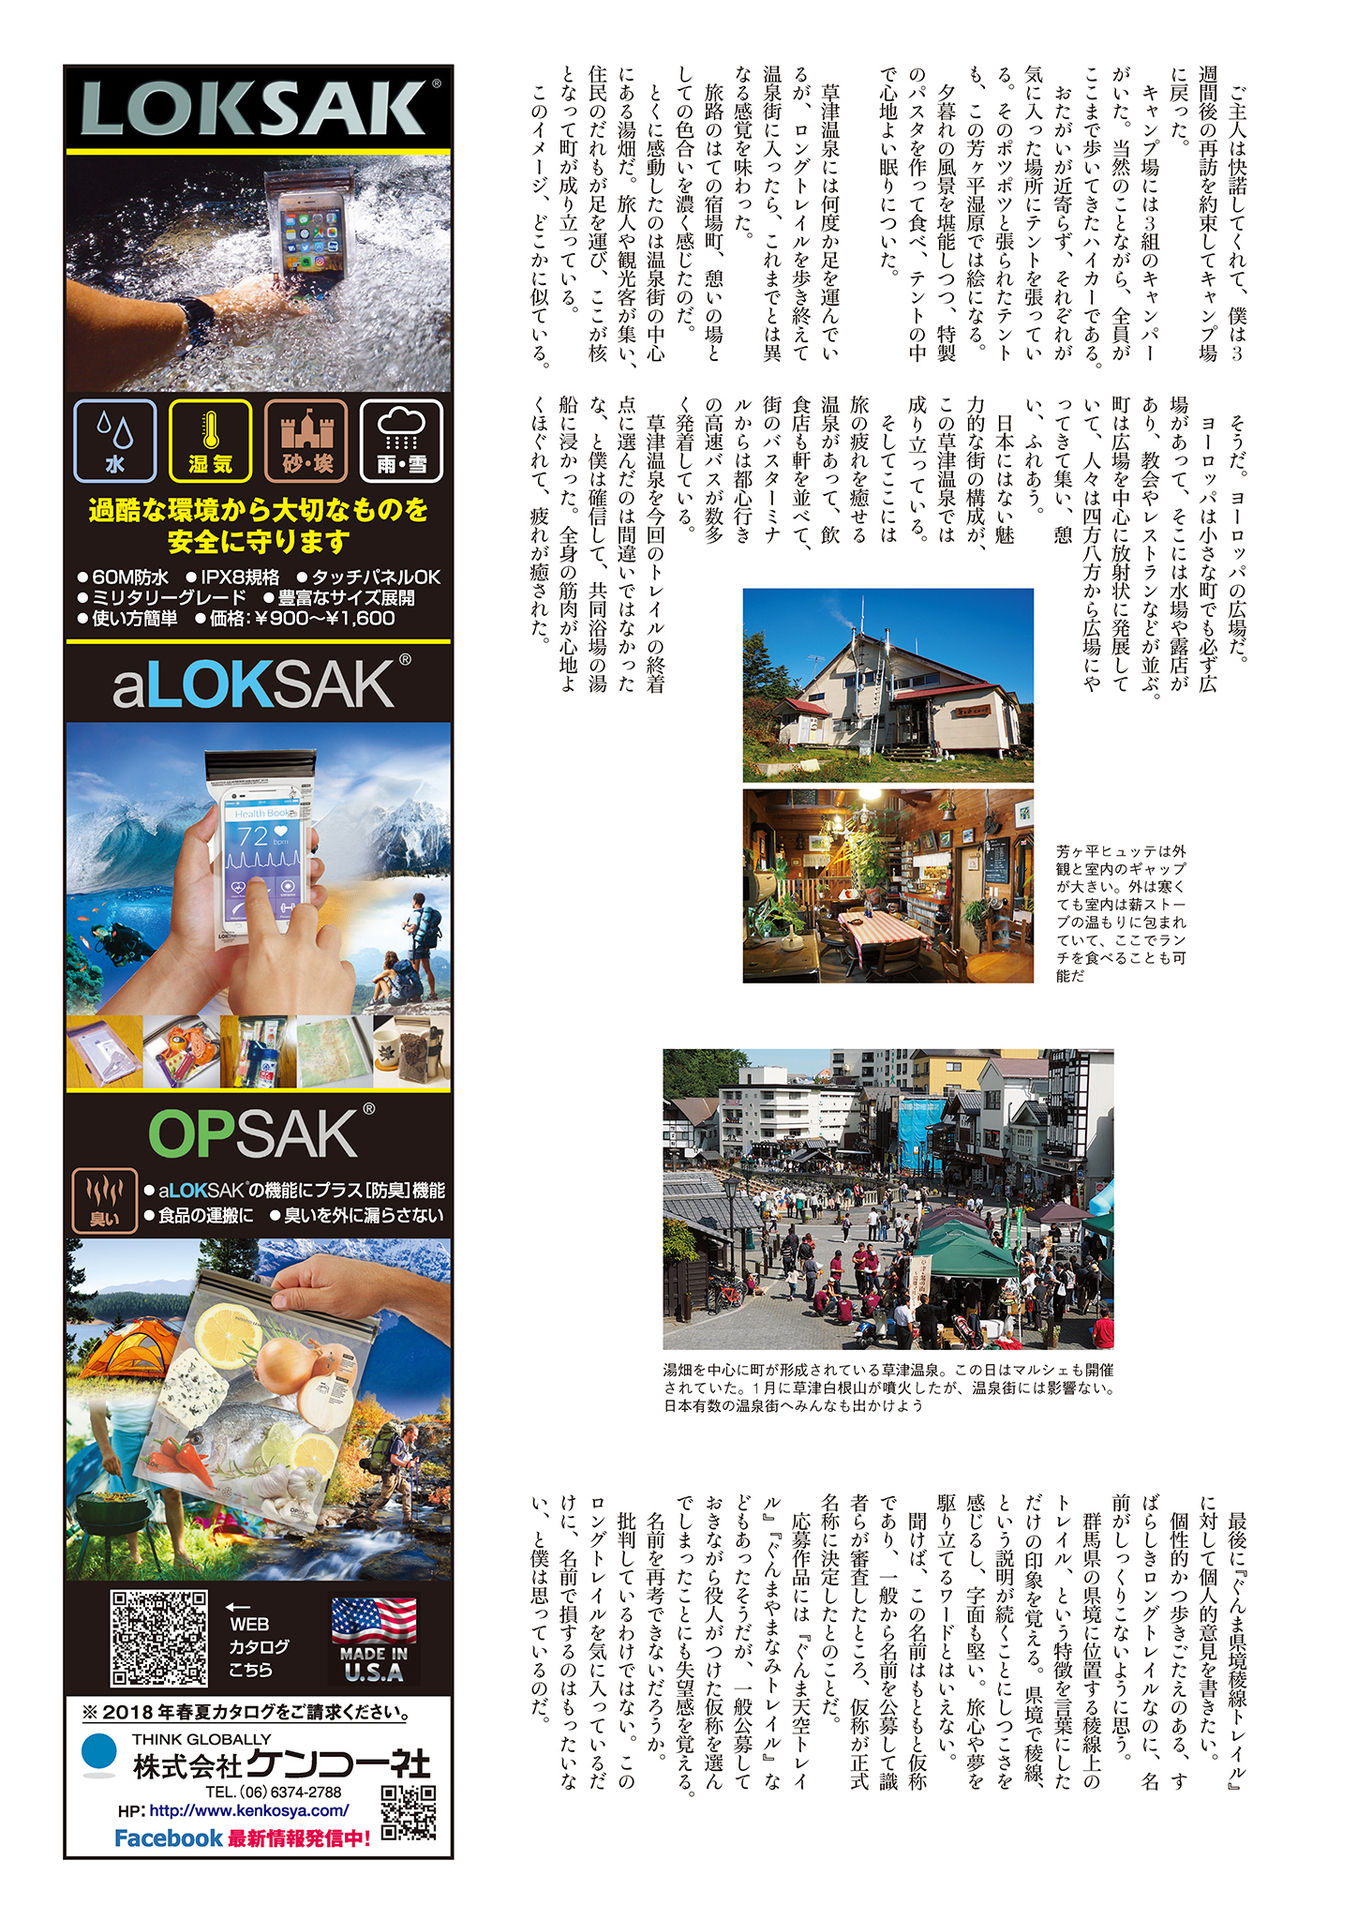 ご主人は快諾してくれて、僕は3
週間後の再訪を約束してキャンプ場
に戻った。
キャンプ場には3組のキャンパー
がいた。当然のことながら、全員が
ここまで歩いてきたハイカーである。
おたがいが近寄らず、それぞれが
気に入った場所にテントを張ってい
る。そのポツポツと張られたテント
も、この芳ヶ平湿原では絵になる。
夕暮れの風景を堪能しつつ、特製
のパスタを作って食べ、テントの中
で心地よい眠りについた。
草津温泉には何度か足を運んでい
るが、ロングトレイルを歩き終えて
温泉街に入ったら、これまでとは異
なる感覚を味わった。
旅路のはての宿場町、憩いの場と
しての色合いを濃く感じたのだ。
とくに感動したのは温泉街の中心
にある湯畑だ。旅人や観光客が集い、
住民のだれもが足を運び、ここが核
となって町が成り立っている。
このイメージ、どこかに似ている。
そうだ。ヨーロッパの広場だ。
ヨーロッパは小さな町でも必ず広
場があって、そこには水場や露店が
あり、教会やレストランなどが並ぶ。
町は広場を中心に放射状に発展して
いて、人々は四方八方から広場にや
ってきて集い、憩
い、ふれあう。
日本にはない魅
力的な街の構成が、
この草津温泉では
成り立っている。
そしてここには
旅の疲れを癒せる
温泉があって、飲
食店も軒を並べて、
街のバスターミナ
ルからは都心行き
の高速バスが数多
く発着している。
草津温泉を今回のトレイルの終着
点に選んだのは間違いではなかった
な、と僕は確信して、共同浴場の湯
船に浸かった。全身の筋肉が心地よ
くほぐれて、疲れが癒された。
芳ヶ平ヒュッテは外
観と室内のギャップ
が大きい。外は寒く
ても室内は薪ストー
ブの温もりに包まれ
ていて、ここでラン
チを食べることも可
能だ
湯畑を中心に町が形成されている草津温泉。この日はマルシェも開催
されていた。1月に草津白根山が噴火したが、温泉街には影響ない。
日本有数の温泉街へみんなも出かけよう
最後に『ぐんま県境稜線トレイル』
に対して個人的意見を書きたい。
個性的かつ歩きごたえのある、す
ばらしきロングトレイルなのに、名
前がしっくりこないように思う。
群馬県の県境に位置する稜線上の
トレイル、という特徴を言葉にした
だけの印象を覚える。県境で稜線、
という説明が続くことにしつこさを
感じるし、字面も堅い。旅心や夢を
駆り立てるワードとはいえない。
聞けば、この名前はもともと仮称
であり、一般から名前を公募して識
者らが審査したところ、仮称が正式
名称に決定したとのことだ。
応募作品には『ぐんま天空トレイ
ル』『ぐんまやまなみトレイル』な
どもあったそうだが、一般公募して
おきながら役人がつけた仮称を選ん
でしまったことにも失望感を覚える。
名前を再考できないだろうか。
批判しているわけではない。この
ロングトレイルを気に入っているだ
けに、名前で損するのはもったいな
い、と僕は思っているのだ。
LOKSAK®
水
湿気
砂・埃
雨・雪
過酷な環境から大切なものを
安全に守ります
●60M防水 ●IPX8規格 ●タッチパネルOK
●ミリタリーグレード ●豊富なサイズ展開
●使い方簡単 ●価格：¥900〜¥1,600
aLOKSAK®
Health Book
72 bpm
OPSAK®
臭い
●aLOKSAK®の機能にプラス［防臭］機能
●食品の運搬に ●臭いを外に漏らさない
OPSAK
←
WEB
カタログ
こちら
MADE IN
U.S.A
※2018年春夏カタログをご請求ください。
THINK GLOBALLY
株式会社ケンコー社
TEL.（06）6374-2788
HP：http://www.kenkosya.com/
Facebook 最新情報発信中！